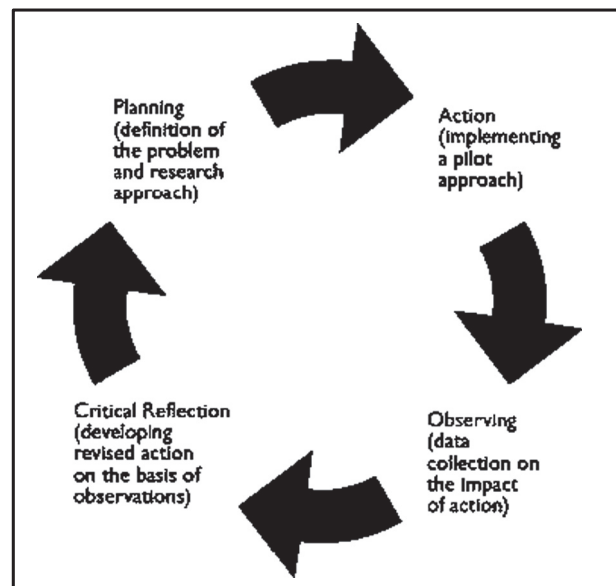 Planning
(definition of
the problem
and research
approach)
Action
(implementing
a pilot
approach)
Observing
(data
collection on
the impact
of action)
Critical Reflection
(developing
revised action
on the basis of
observations)